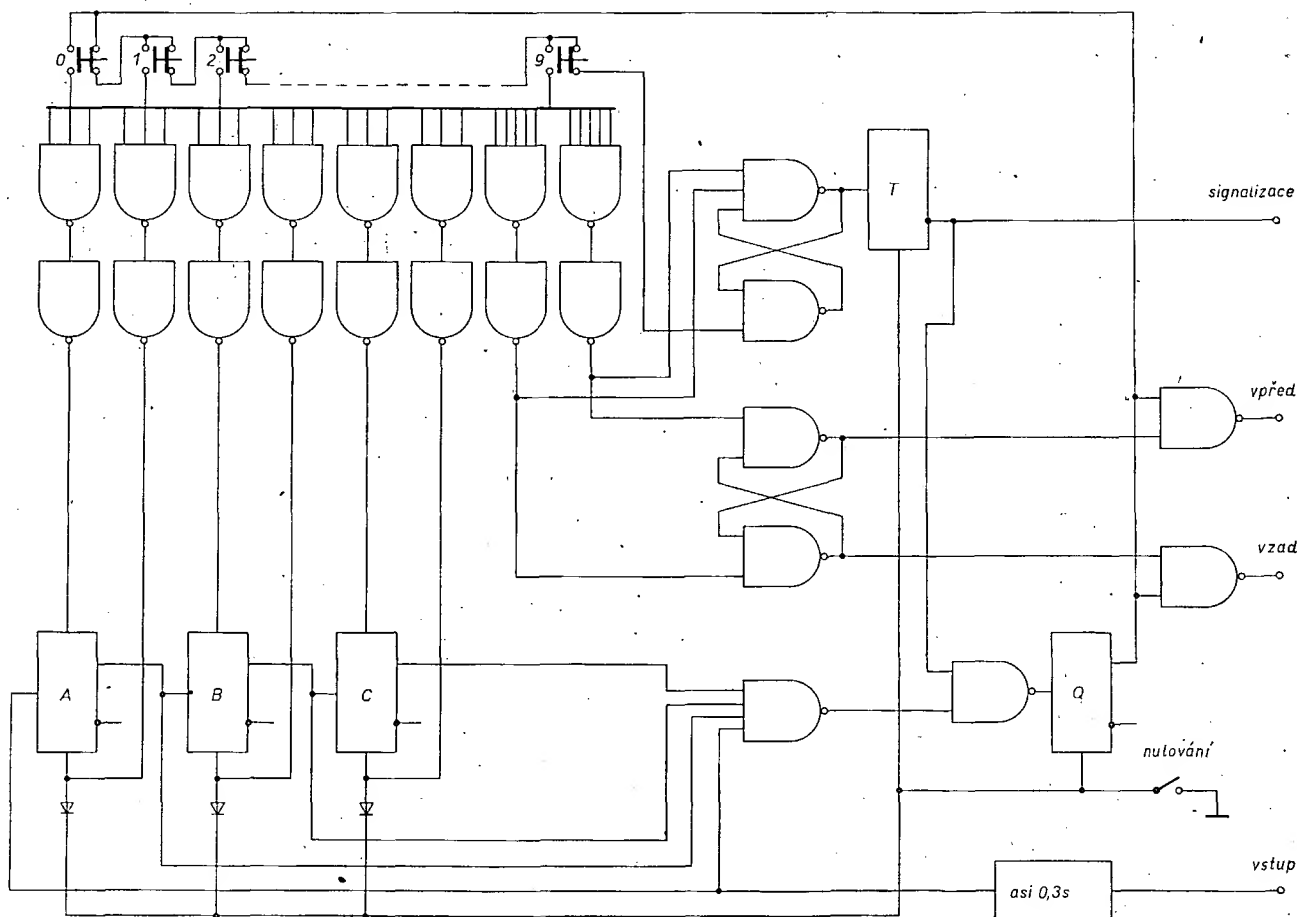 0
1
2
9
T
signalizace
vpřed
vzad
A
B
C
Q
nulování
vstup
asi 0,3s